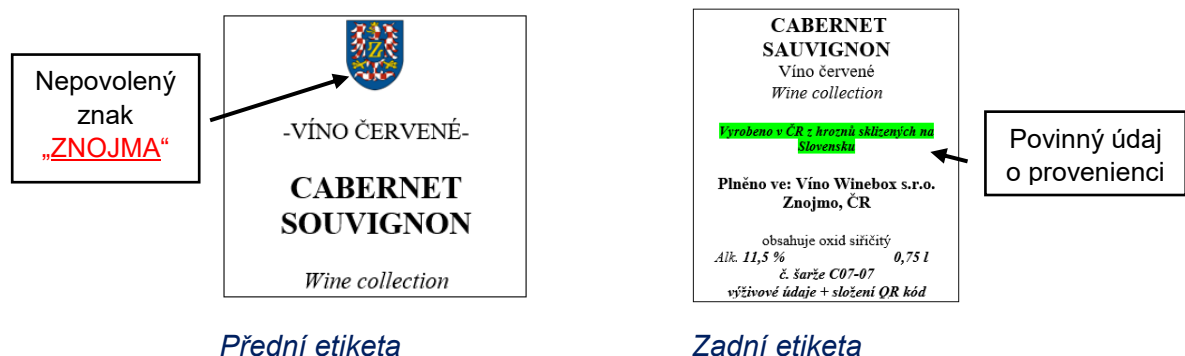 Nepovolený
znak
„ZNOJMA“
-VÍNO ČERVENÉ-
CABERNET
SOUVIGNON
Wine collection
Přední etiketa
CABERNET
SAUVIGNON
Víno červené
Wine collection
Vyrobeno v ČR z hroznů sklizených na
Slovensku
Plněno ve: Víno Winebox s.r.o.
Znojmo, ČR
obsahuje oxid siřičitý
Alk. 11,5 % 0,75 l
č. šarže C07-07
výživové údaje + složení QR kód
Zadní etiketa
Povinný údaj
o provenienci